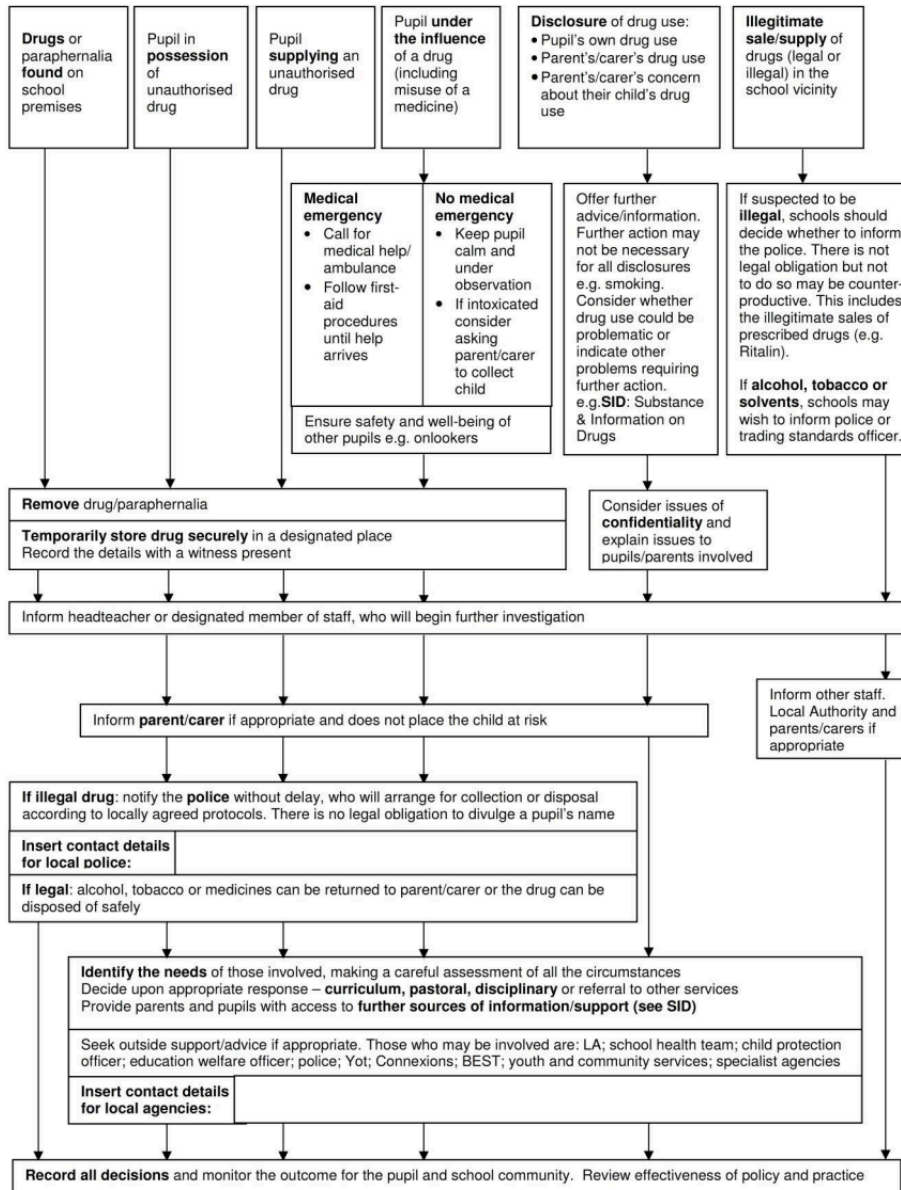 Drugs or
paraphernalia
found on
school
premises
Pupil in
possession
of
unauthorised
drug
Pupil
supplying an
unauthorised
drug
Pupil under
the influence
of a drug
(including
misuse of a
medicine)
Disclosure of drug use:
• Pupil's own drug use
• Parent's/carer's drug use
• Parent's/carer's concern
about their child's drug
use
Illegitimate
sale/supply of
drugs (legal or
illegal) in the
school vicinity
Medical
emergency
• Call for
medical help/
ambulance
• Follow first-
aid
procedures
until help
arrives
No medical
emergency
• Keep pupil
calm and
under
observation
• If intoxicated
consider
asking
parent/carer
to collect
child
Ensure safety and well-being of
other pupils e.g. onlookers
Offer further
advice/information.
Further action may
not be necessary
for all disclosures
e.g. smoking.
Consider whether
drug use could be
problematic or
indicate other
problems requiring
further action.
e.g.SID: Substance
& Information on
Drugs
If suspected to be
illegal, schools should
decide whether to inform
the police. There is not
legal obligation but not
to do so may be counter-
productive. This includes
the illegitimate sales of
prescribed drugs (e.g.
Ritalin).
If alcohol, tobacco or
solvents, schools may
wish to inform police or
trading standards officer.
Remove drug/paraphernalia
Temporarily store drug securely in a designated place
Record the details with a witness present
Consider issues of
confidentiality and
explain issues to
pupils/parents involved
Inform headteacher or designated member of staff, who will begin further investigation
Inform parent/carer if appropriate and does not place the child at risk
Inform other staff.
Local Authority and
parents/carers if
appropriate
If illegal drug: notify the police without delay, who will arrange for collection or disposal
according to locally agreed protocols. There is no legal obligation to divulge a pupil's name
Insert contact details
for local police:
If legal: alcohol, tobacco or medicines can be returned to parent/carer or the drug can be
disposed of safely
Identify the needs of those involved, making a careful assessment of all the circumstances
Decide upon appropriate response – curriculum, pastoral, disciplinary or referral to other services
Provide parents and pupils with access to further sources of information/support (see SID)
Seek outside support/advice if appropriate. Those who may be involved are: LA; school health team; child protection
officer; education welfare officer; police; Yot; Connexions; BEST; youth and community services; specialist agencies
Insert contact details
for local agencies:
Record all decisions and monitor the outcome for the pupil and school community. Review effectiveness of policy and practice